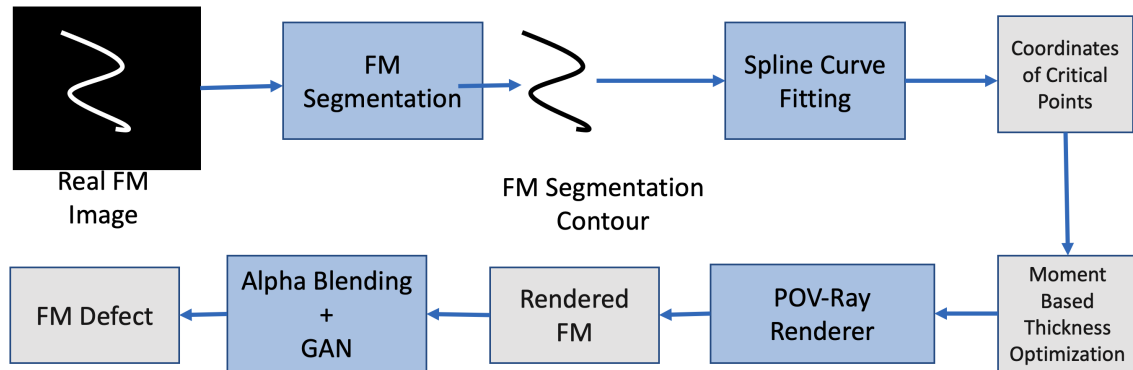 Real FM
Image
FM
Segmentation
FM Segmentation
Contour
Spline Curve
Fitting
Coordinates
of Critical
Points
Moment
Based
Thickness
Optimization
POV-Ray
Renderer
Rendered
FM
Alpha Blending
+
GAN
FM Defect